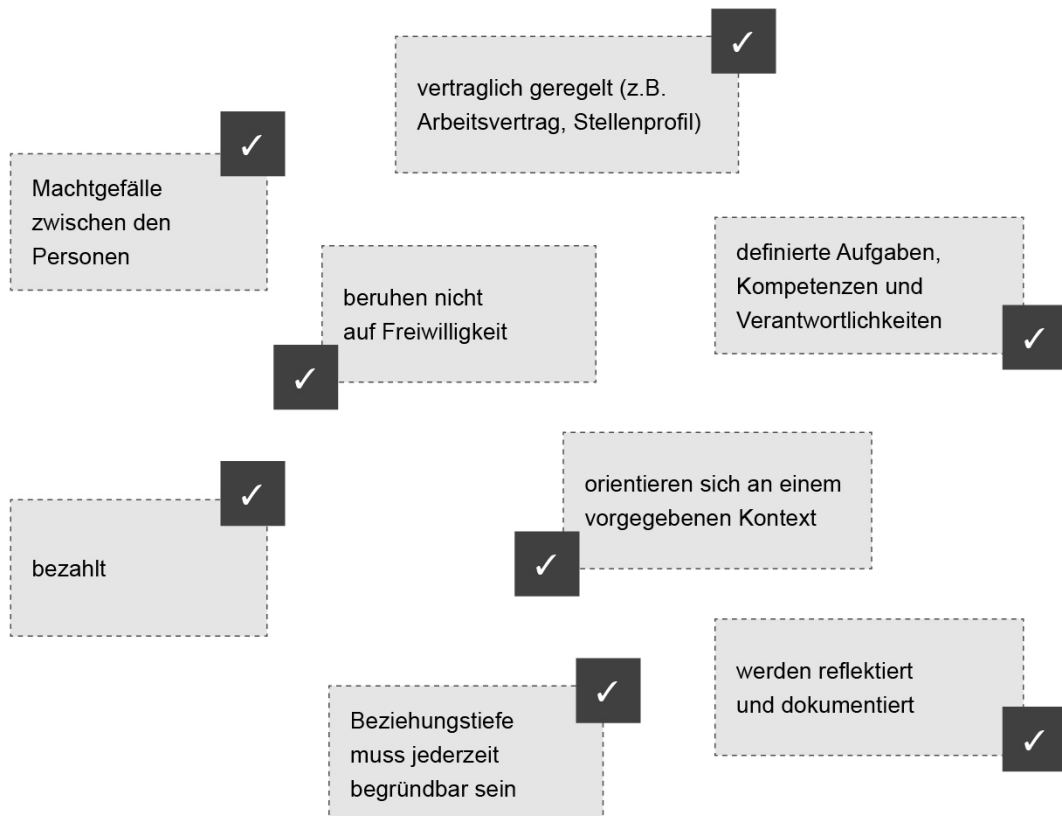 ✓
vertraglich geregelt (z.B.
Arbeitsvertrag, Stellenprofil)
✓
Machtgefälle
zwischen den
Personen
definierte Aufgaben,
Kompetenzen und
Verantwortlichkeiten
✓
beruhen nicht
auf Freiwilligkeit
✓
orientieren sich an einem
vorgegebenen Kontext
✓
✓
bezahlt
werden reflektiert
und dokumentiert
✓
✓
Beziehungstiefe
muss jederzeit
begründbar sein